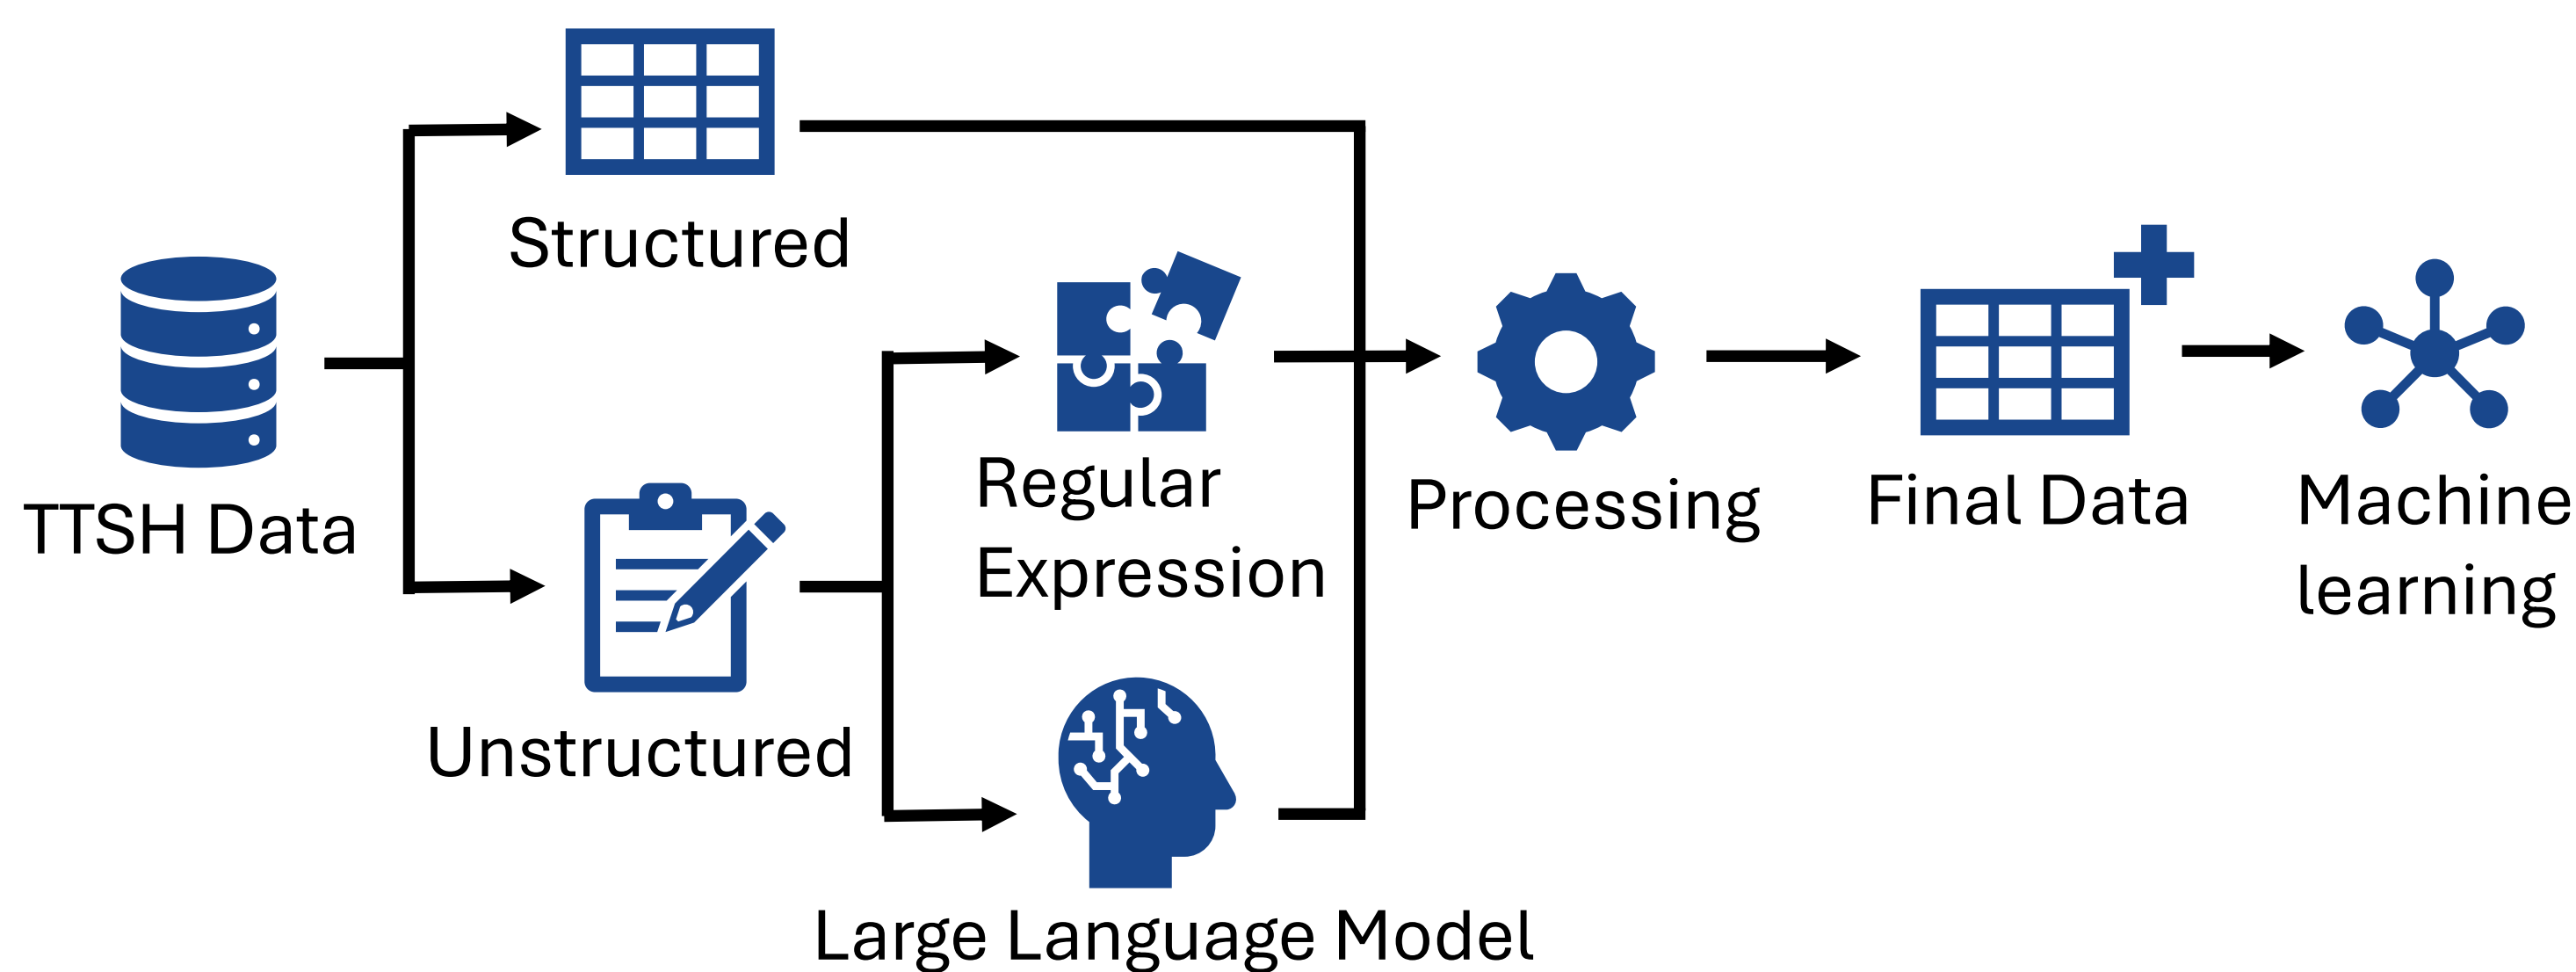 TTSH Data
Structured
Unstructured
Regular
Expression
Large Language Model
Processing
Final Data
Machine
learning